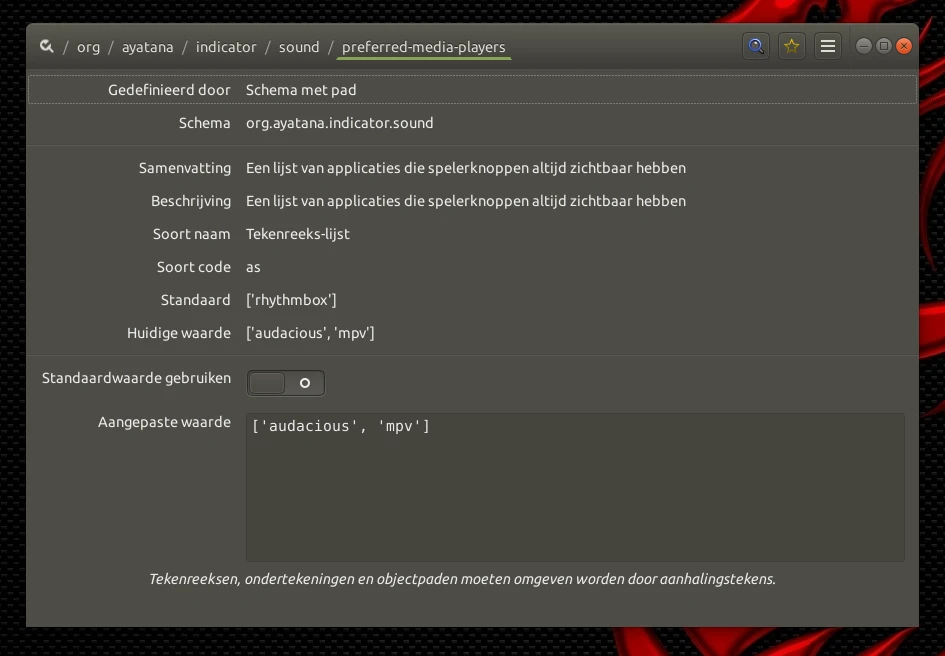 / org / ayatana / indicator / sound / preferred-media-players
Gedefinieerd door Schema met pad
Schema org.ayatana.indicator.sound
Samenvatting Een lijst van applicaties die spelerknoppen altijd zichtbaar hebben
Beschrijving Een lijst van applicaties die spelerknoppen altijd zichtbaar hebben
Soort naam Tekenreeks-lijst
Soort code as
Standaard ['rhythmbox']
Huidige waarde ['audacious', 'mpv']
Standaardwaarde gebruiken
Aangepaste waarde ['audacious', 'mpv']
Tekenreeksen, ondertekeningen en objectpaden moeten omgeven worden door aanhalingstekens.